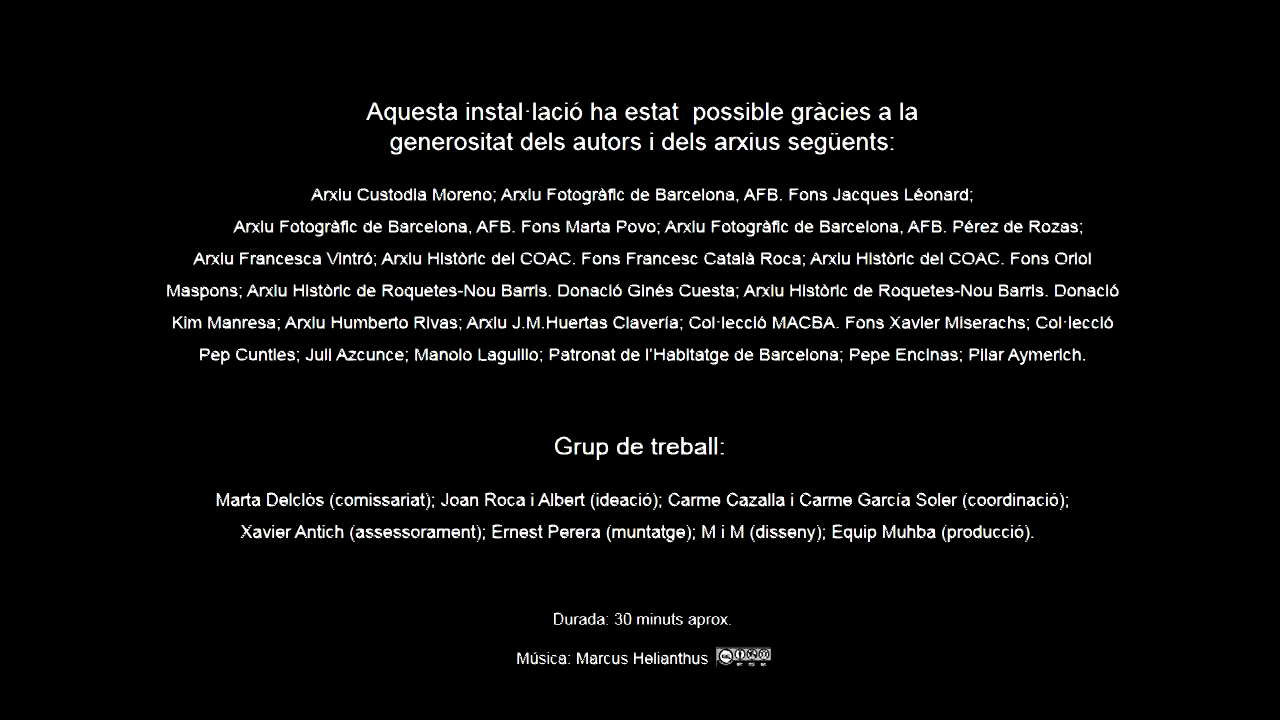 Aquesta instal·lació ha estat  possible gràcies a la
generositat dels autors i dels arxius següents:
Arxiu Custodia Moreno; Arxiu Fotogràfic de Barcelona, AFB. Fons Jacques Léonard;
Arxiu Fotogràfic de Barcelona, AFB. Fons Marta Povo; Arxiu Fotogràfic de Barcelona, AFB. Pérez de Rozas;
Arxiu Francesca Vintró; Arxiu Històric del COAC. Fons Francesc Català Roca; Arxiu Històric del COAC. Fons Oriol
Maspons; Arxiu Històric de Roquetes-Nou Barris. Donació Ginés Cuesta; Arxiu Històric de Roquetes-Nou Barris. Donació
Kim Manresa; Arxiu Humberto Rivas; Arxiu J.M.Huertas Clavería; Col·lecció MACBA. Fons Xavier Miserachs; Col·lecció
Pep Cunties; Juli Azcunce; Manolo Laguillo; Patronat de l'Habitatge de Barcelona; Pepe Encinas; Pilar Aymerich.
Grup de treball:
Marta Delclòs (comissariat); Joan Roca i Albert (ideació); Carme Cazalla i Carme García Soler (coordinació);
Xavier Antich (assessorament); Ernest Perera (muntatge); M i M (disseny); Equip Muhba (producció).
Durada: 30 minuts aprox.
Música: Marcus Helianthus